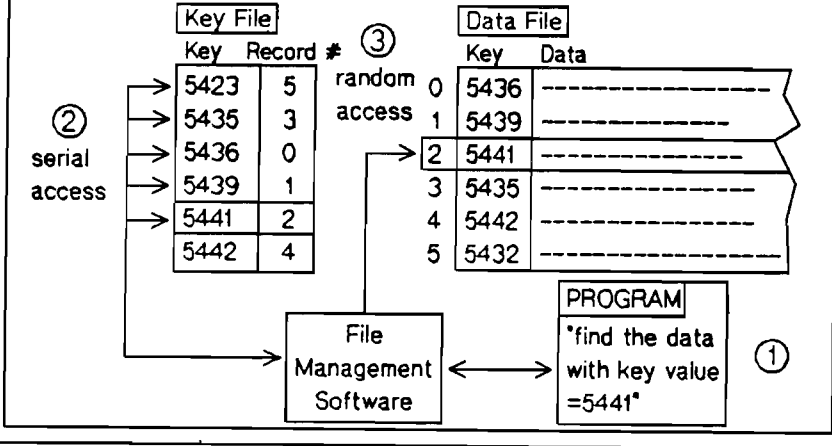 Key File
Key Record #
5423 5
5435 3
5436 0
5439 1
5441 2
5442 4
② serial access
③ random access
Data File
Key Data
0 5436 --------------------
1 5439 ----------------
2 5441 ------------------
3 5435 -------------------
4 5442 -------------------
5 5432 ---------------------
File
Management
Software
PROGRAM
"find the data
with key value
=5441"
①